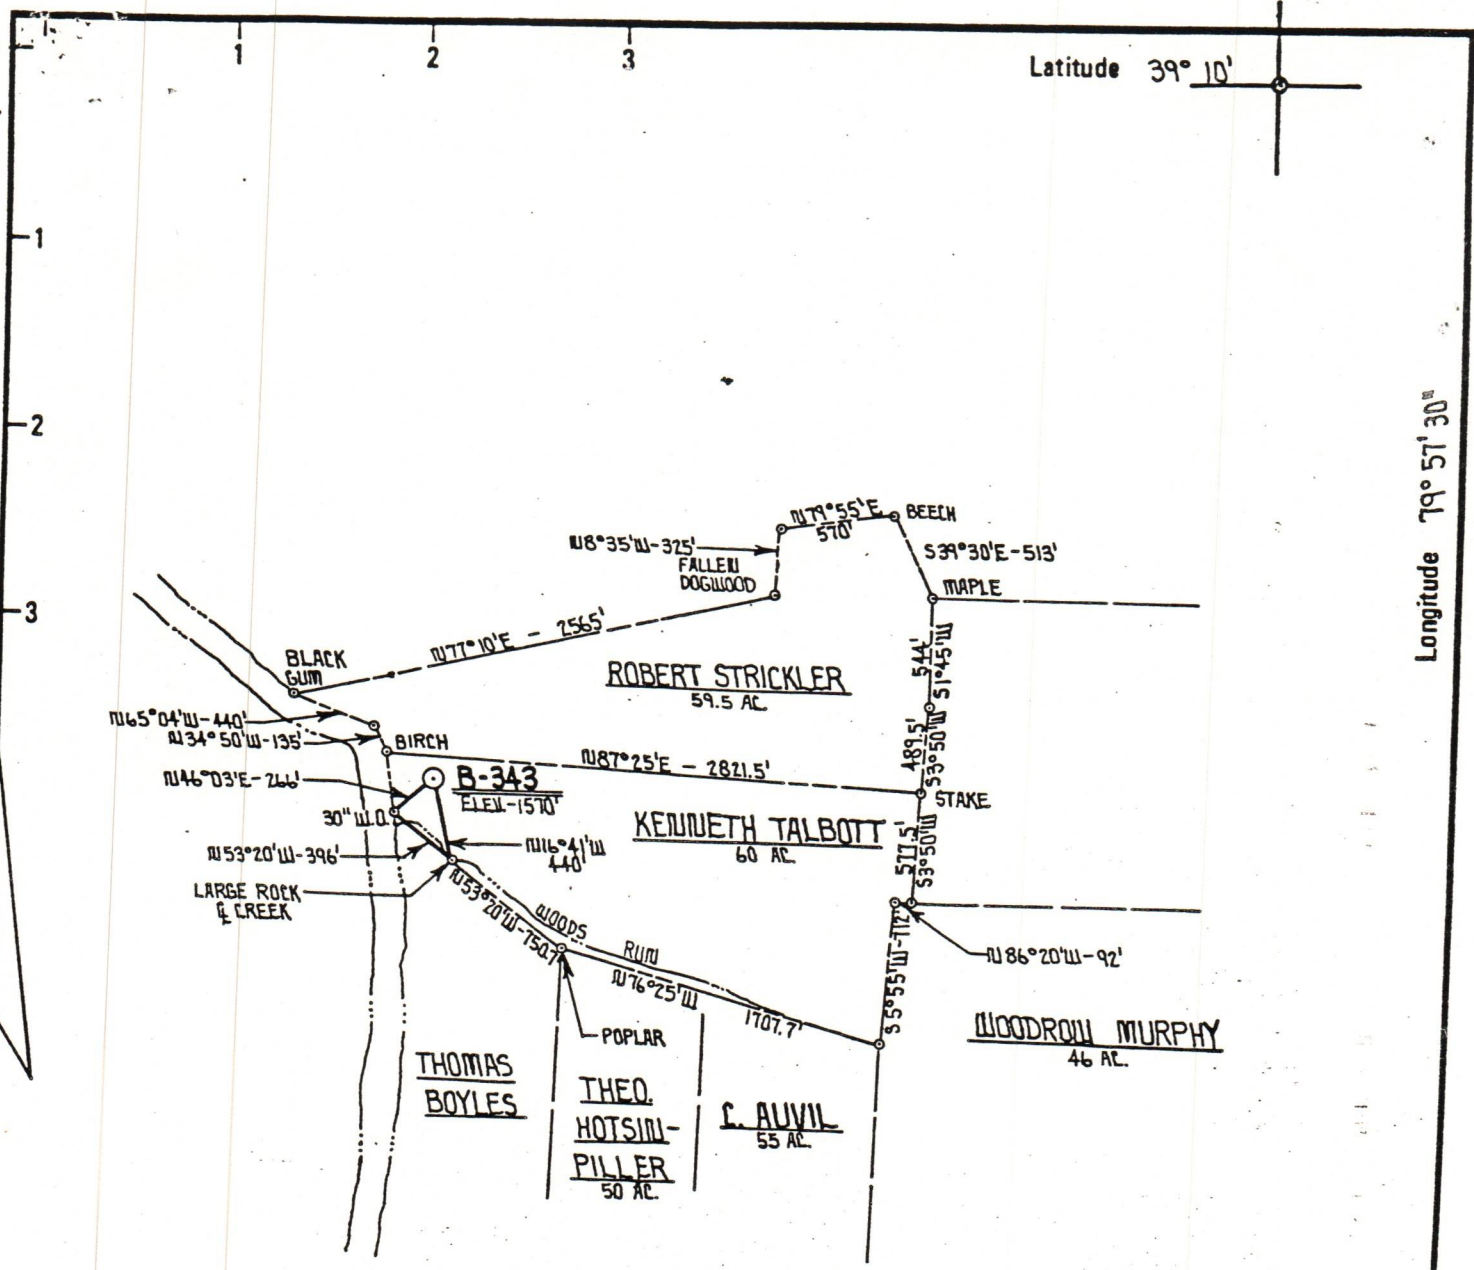 1
2
3
Latitude 39° 10'
1
2
3
Longitude 79° 57' 30"
N79°55'E
570'
BEECH
N8°35'W-325'
S39°30'E-513'
FALLEN
DOGWOOD
MAPLE
N77°10'E - 2565'
BLACK
GUM
544'
S1°45'W
ROBERT STRICKLER
59.5 AC.
N65°04'W-440'
N34°50'W-135'
BIRCH
489.5'
S3°50'W
N87°25'E - 2821.5'
N46°03'E-266'
B-343
ELEV.-1570'
STAKE
30" W.O.
KENNETH TALBOTT
60 AC.
577.5'
S3°50'W
N53°20'W-396'
N16°41'W
440'
LARGE ROCK
℄ CREEK
N53°20'W-750.7'
WOODS RUN
N76°25'W
1707.7'
S5°55'W-712'
N86°20'W-92'
POPLAR
WOODROW MURPHY
46 AC.
THOMAS
BOYLES
THEO.
HOTSIN-
PILLER
50 AC.
C. AUVIL
55 AC.